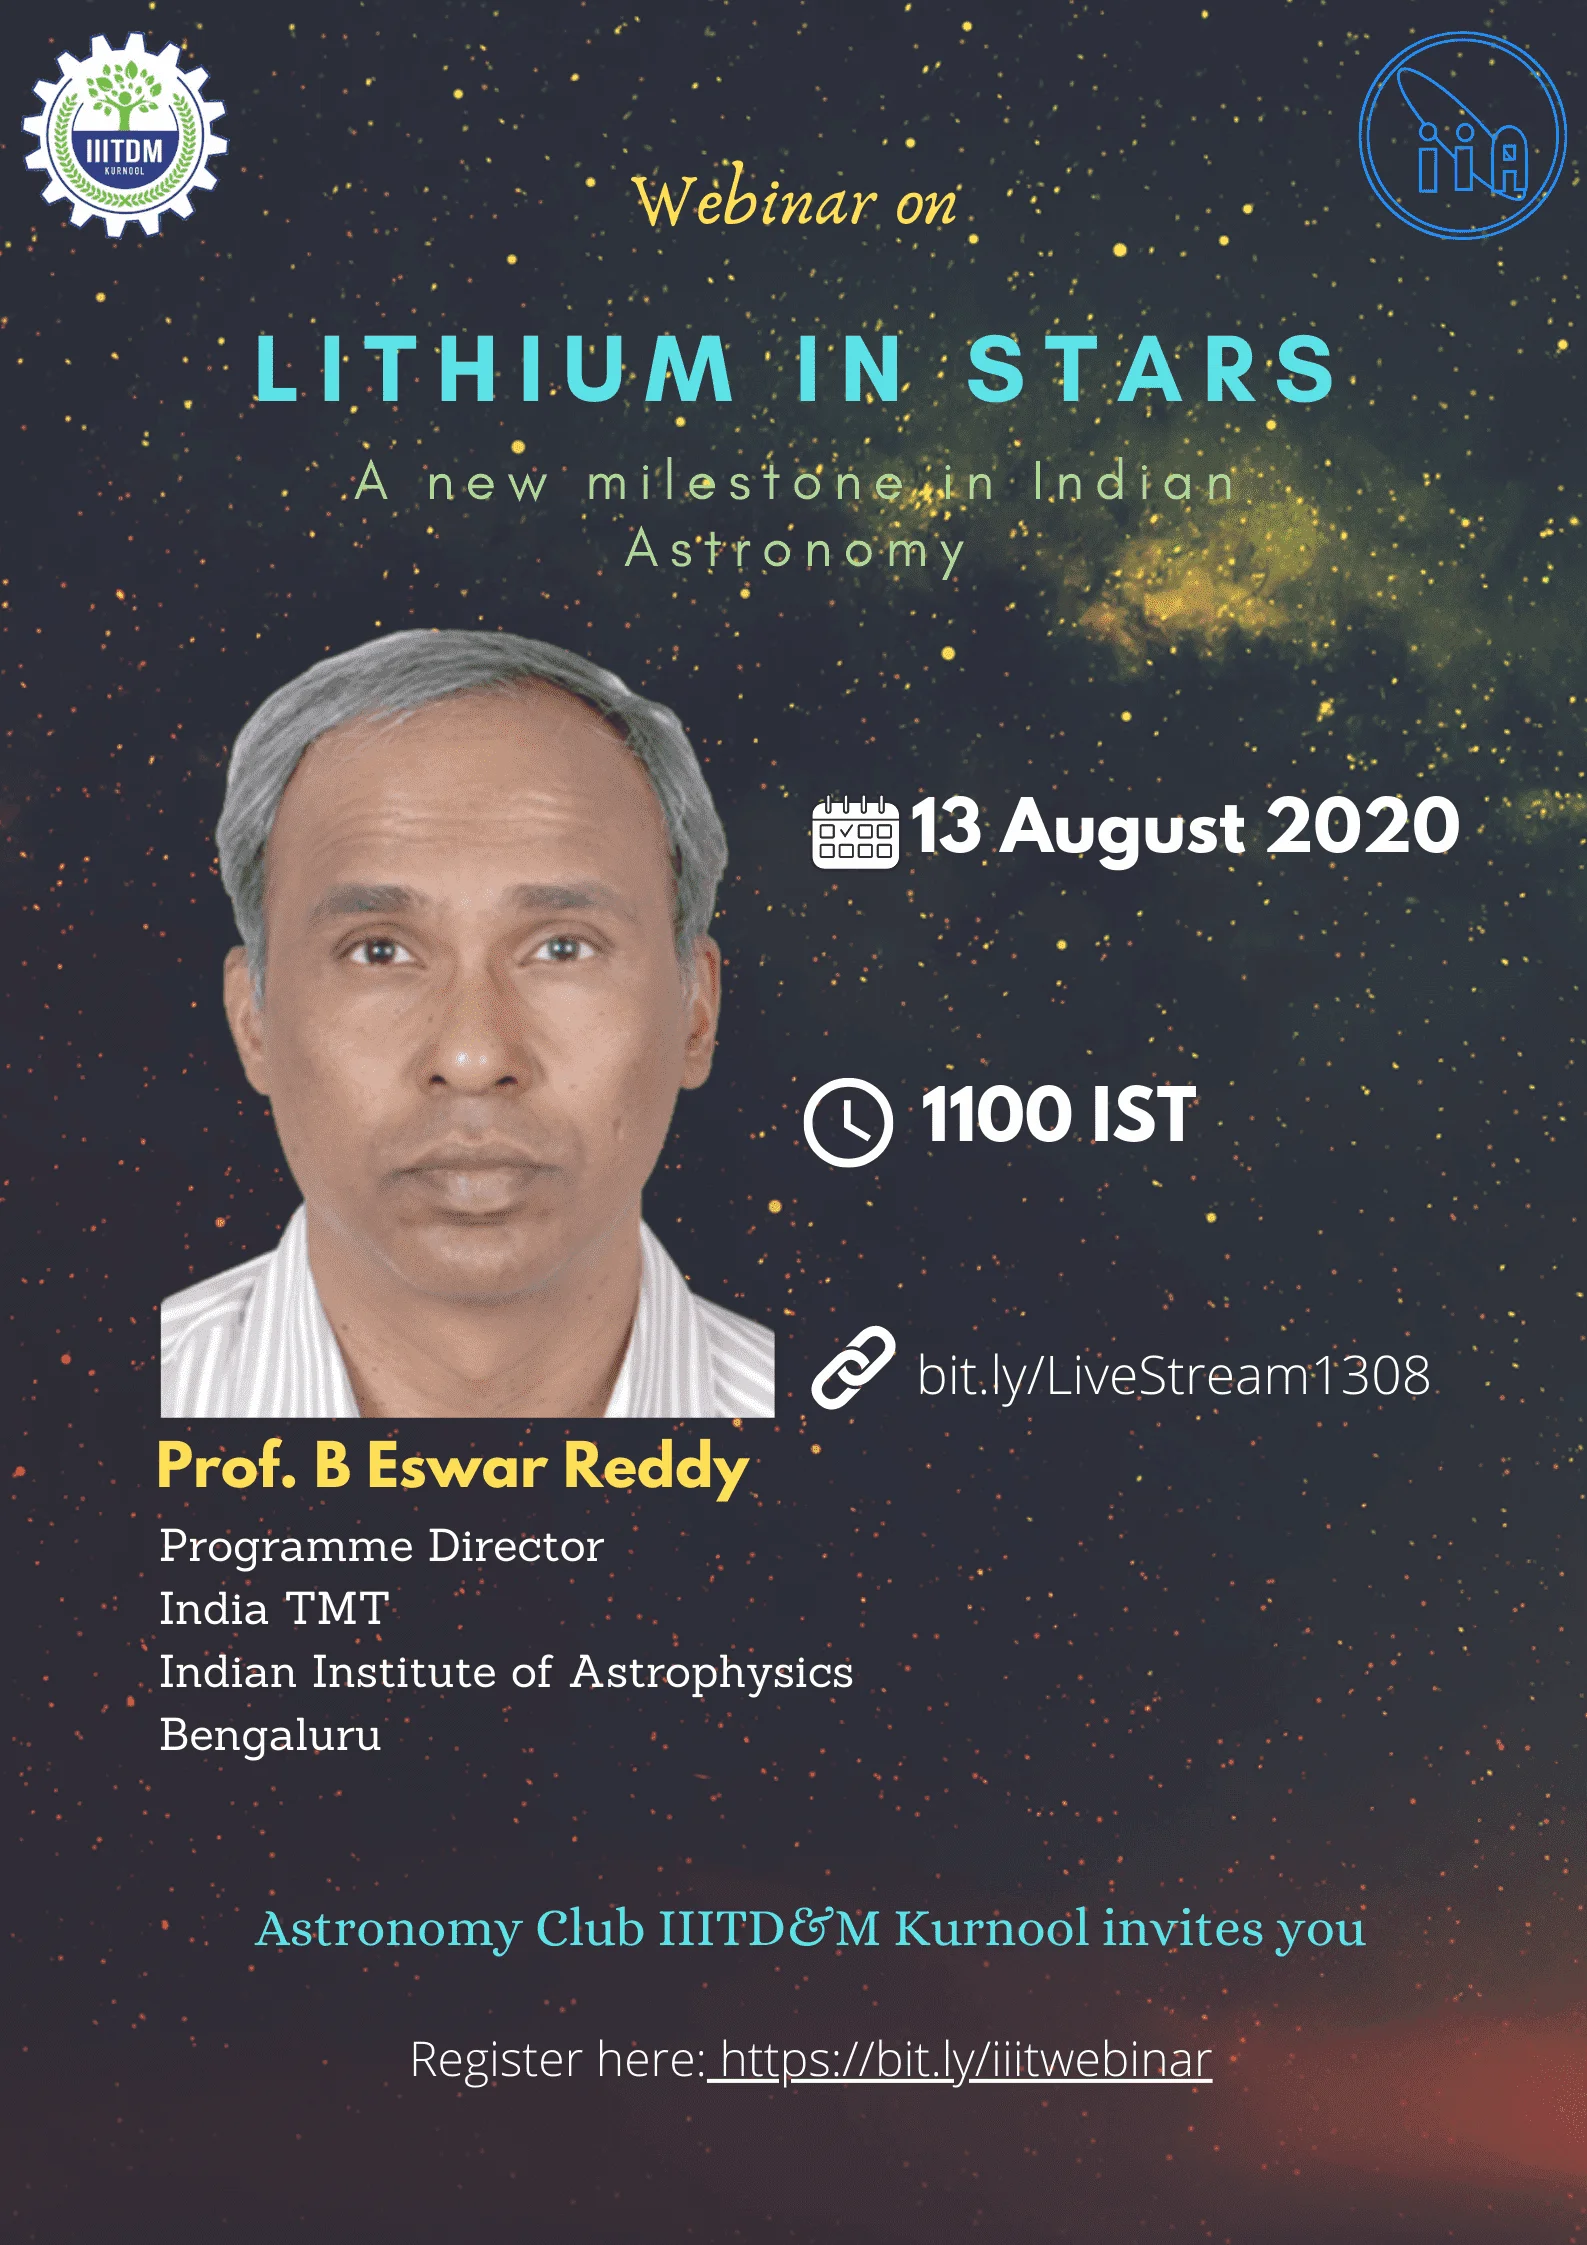 IIITDM
KURNOOL
iiA
Webinar on
LITHIUM IN STARS
A new milestone in Indian
Astronomy
13 August 2020
1100 IST
bit.ly/LiveStream1308
Prof. B Eswar Reddy
Programme Director
India TMT
Indian Institute of Astrophysics
Bengaluru
Astronomy Club IIITD&M Kurnool invites you
Register here: https://bit.ly/iiitwebinar